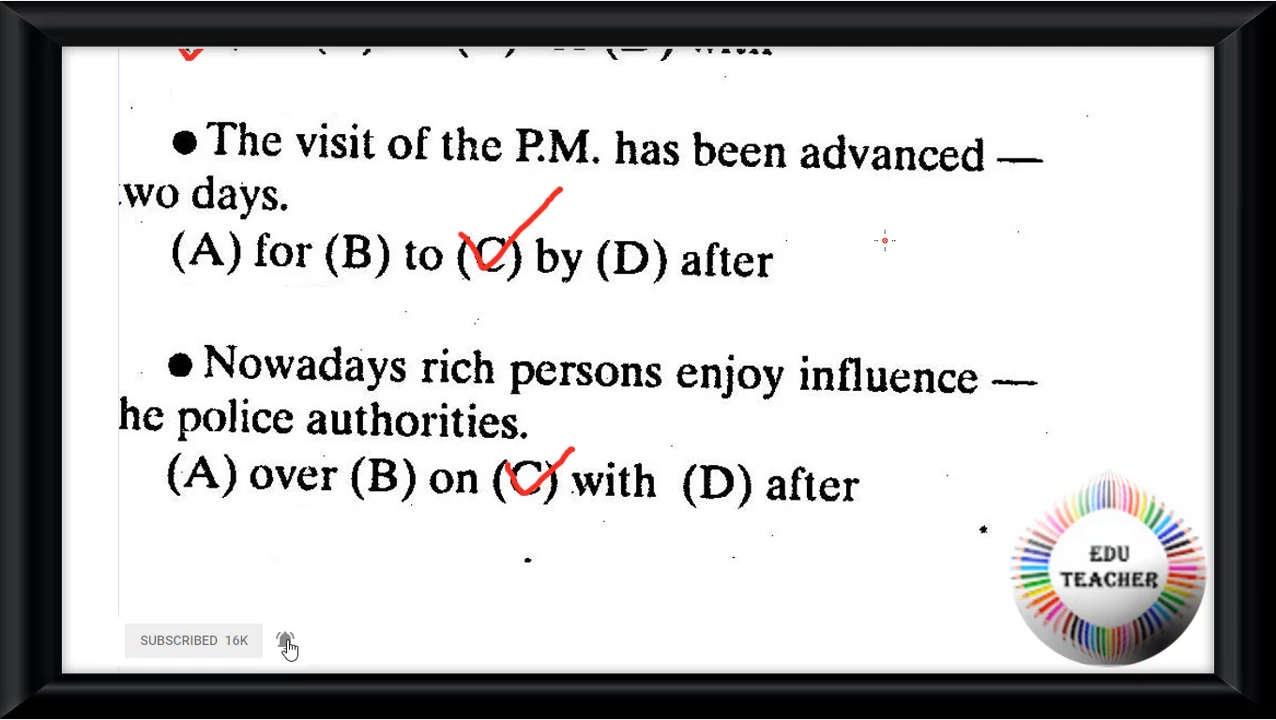 with
● The visit of the P.M. has been advanced —
wo days.
(A) for (B) to (C) by (D) after
● Nowadays rich persons enjoy influence —
he police authorities.
(A) over (B) on (C) with (D) after
EDU
TEACHER
SUBSCRIBED 16K